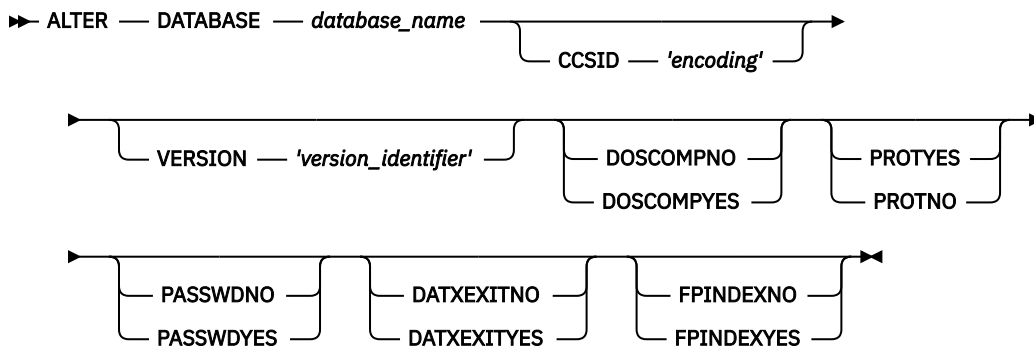 ALTER DATABASE database_name
CCSID 'encoding'
VERSION 'version_identifier' DOSCOMPNO PROTYES
DOSCOMPYES PROTNO
PASSWDNO DATXEXITNO FPINDEXNO
PASSWDYES DATXEXITYES FPINDEXYES